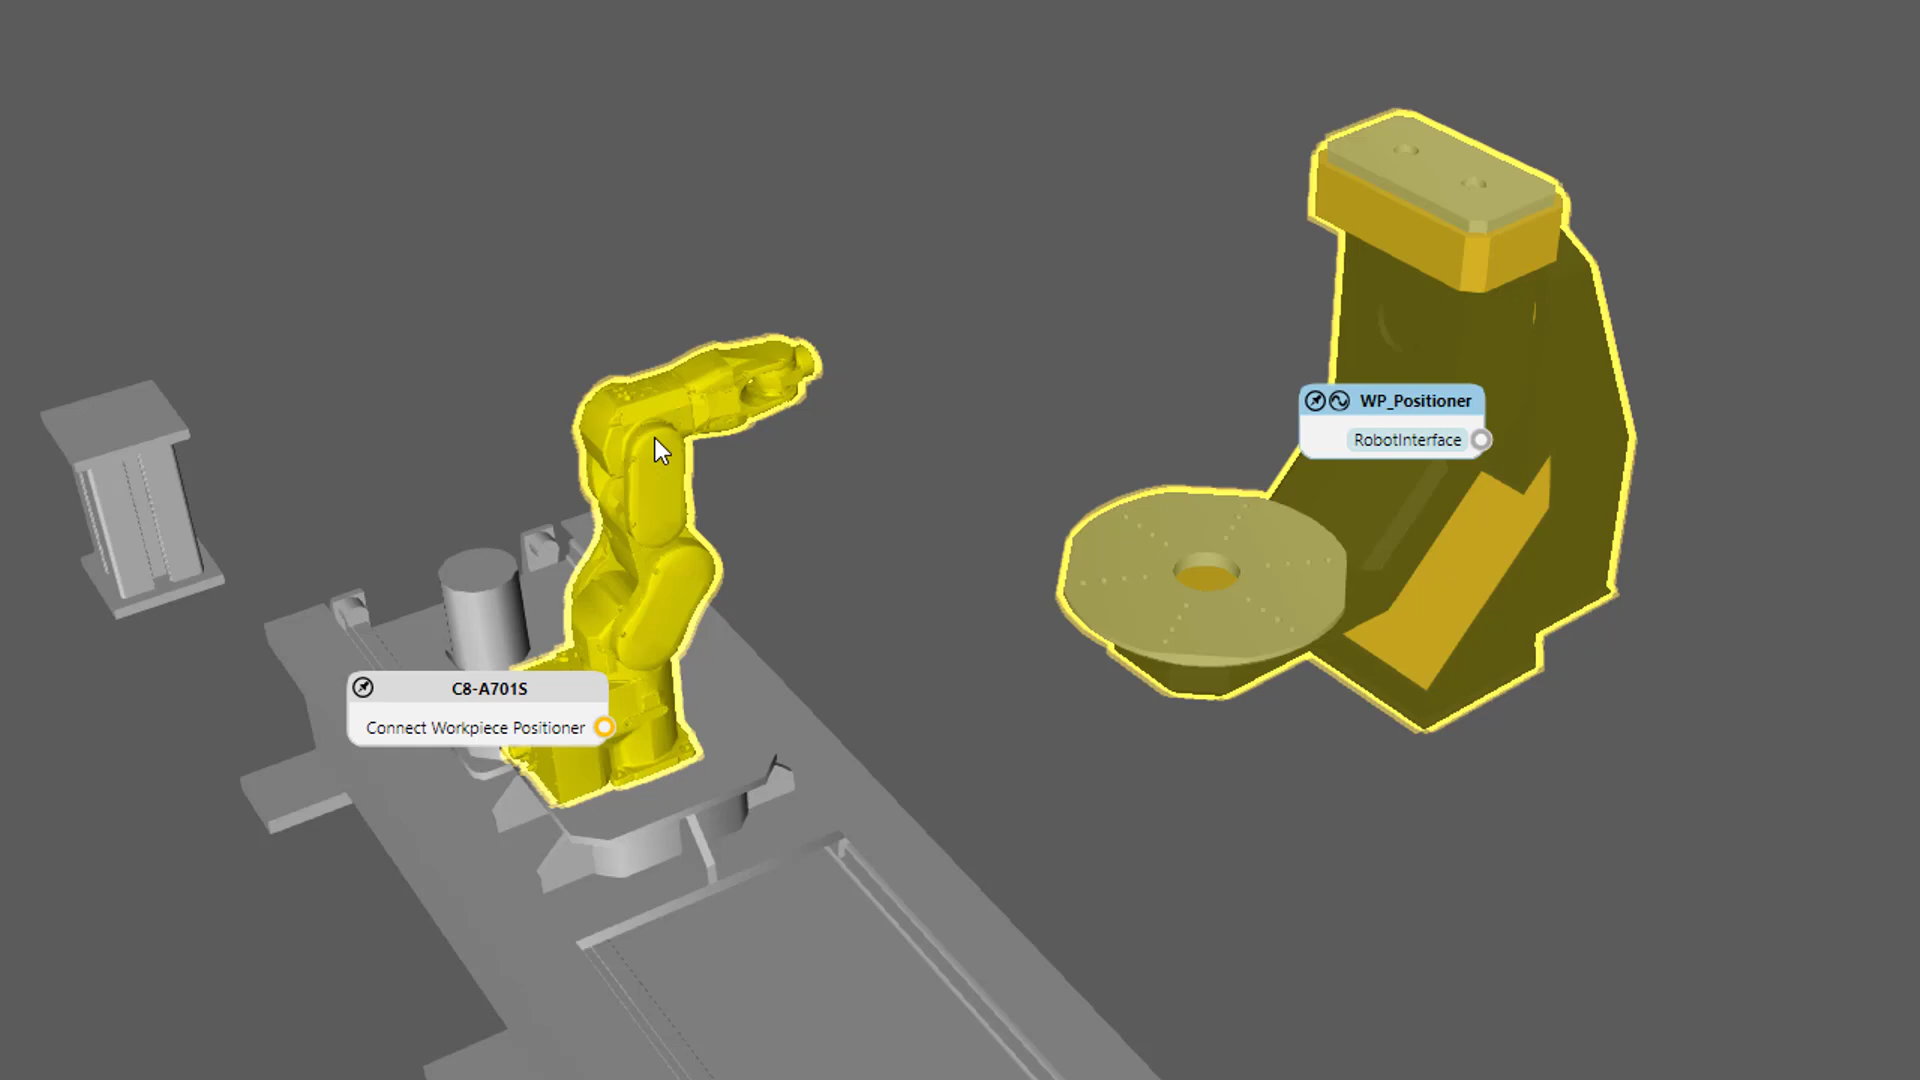 WP_Positioner
RobotInterface
C8-A701S
Connect Workpiece Positioner